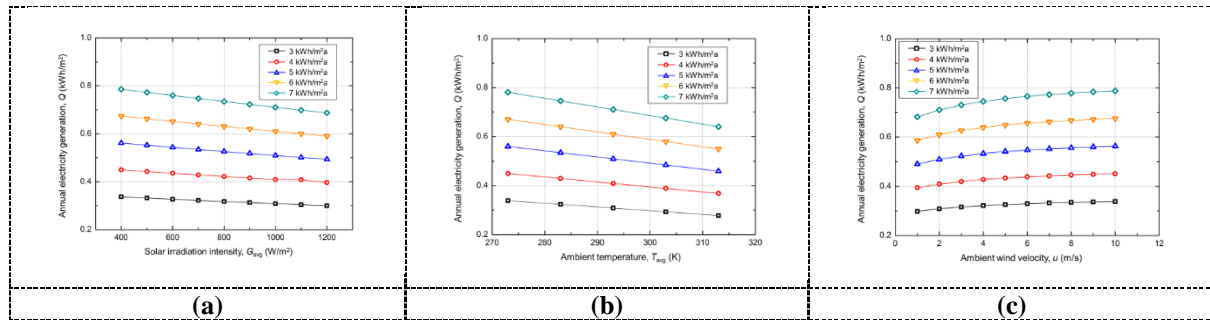 Annual electricity generation, Q (kWh/m²)
1.0
0.8
0.6
0.4
0.2
3 kWh/m²a
4 kWh/m²a
5 kWh/m²a
6 kWh/m²a
7 kWh/m²a
400 600 800 1000 1200
Solar irradiation intensity, Gavg (W/m²)
(a)
Annual electricity generation, Q (kWh/m²)
1.0
0.8
0.6
0.4
0.2
3 kWh/m²a
4 kWh/m²a
5 kWh/m²a
6 kWh/m²a
7 kWh/m²a
270 280 290 300 310 320
Ambient temperature, Tavg (K)
(b)
Annual electricity generation, Q (kWh/m²)
1.0
0.8
0.6
0.4
0.2
3 kWh/m²a
4 kWh/m²a
5 kWh/m²a
6 kWh/m²a
7 kWh/m²a
0 2 4 6 8 10 12
Ambient wind velocity, u (m/s)
(c)